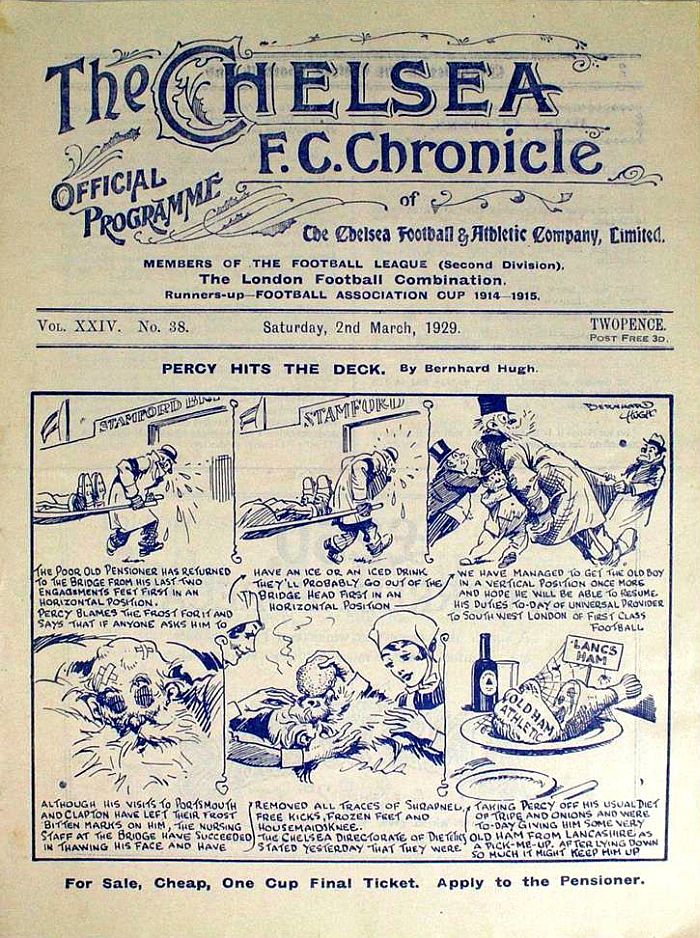 The CHELSEA
F.C. Chronicle
OFFICIAL
PROGRAMME
of
The Chelsea Football & Athletic Company, Limited.
MEMBERS OF THE FOOTBALL LEAGUE (Second Division).
The London Football Combination.
Runners-up—FOOTBALL ASSOCIATION CUP 1914—1915.
VOL. XXIV. No. 38.
Saturday, 2nd March, 1929.
TWOPENCE.
POST FREE 3D.
PERCY HITS THE DECK. By Bernhard Hugh.
STAMFORD BRI
STAMFORD
BERNHARD
HUGH
THE POOR OLD PENSIONER HAS RETURNED
TO THE BRIDGE FROM HIS LAST TWO
ENGAGEMENTS FEET FIRST IN AN
HORIZONTAL POSITION.
PERCY BLAMES THE FROST FOR IT AND
SAYS THAT IF ANYONE ASKS HIM TO
HAVE AN ICE OR AN ICED DRINK
THEY'LL PROBABLY GO OUT OF THE
BRIDGE HEAD FIRST IN AN
HORIZONTAL POSITION
WE HAVE MANAGED TO GET THE OLD BOY
IN A VERTICAL POSITION ONCE MORE
AND HOPE HE WILL BE ABLE TO RESUME
HIS DUTIES TO-DAY OF UNIVERSAL PROVIDER
TO SOUTH WEST LONDON OF FIRST CLASS
FOOTBALL
'LANCS
HAM
OLDHAM
ATHLETIC
ALTHOUGH HIS VISITS TO PORTSMOUTH
AND CLAPTON HAVE LEFT THEIR FROST
BITTEN MARKS ON HIM, THE NURSING
STAFF AT THE BRIDGE HAVE SUCCEEDED
IN THAWING HIS FACE AND HAVE
REMOVED ALL TRACES OF SHRAPNEL,
FREE KICKS, FROZEN FEET AND
HOUSEMAIDS KNEE.
THE CHELSEA DIRECTORATE OF DIETETICS
STATED YESTERDAY THAT THEY WERE
TAKING PERCY OFF HIS USUAL DIET
OF TRIPE AND ONIONS AND WERE
TO-DAY GIVING HIM SOME VERY
OLD HAM FROM LANCASHIRE AS
A PICK-ME-UP. AFTER LYING DOWN
SO MUCH IT MIGHT KEEP HIM UP
For Sale, Cheap, One Cup Final Ticket. Apply to the Pensioner.